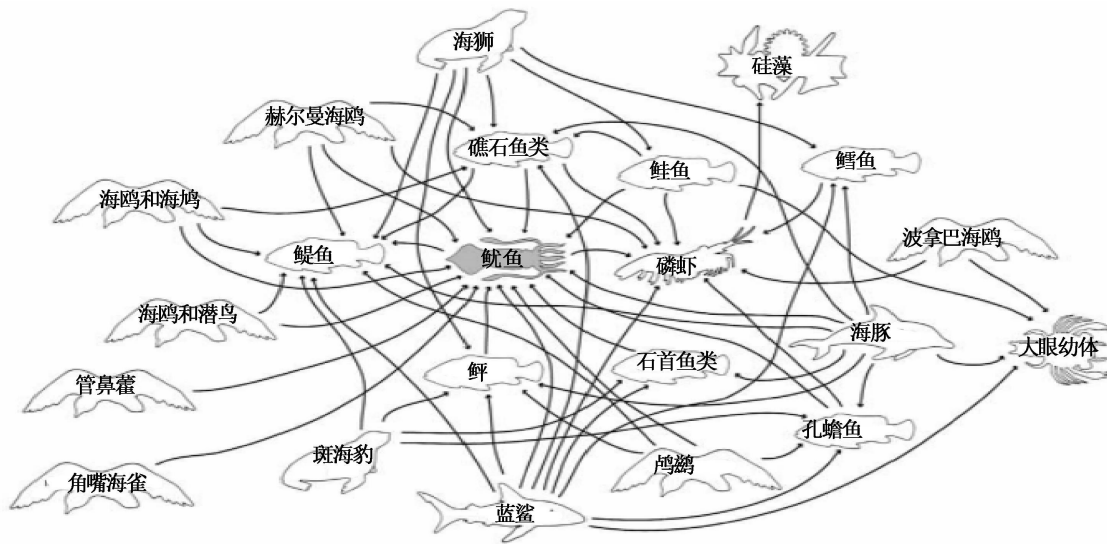 海狮
硅藻
赫尔曼海鸥
礁石鱼类
鲑鱼
鳕鱼
海鸥和海鸠
波拿巴海鸥
鳀鱼
鱿鱼
磷虾
海鸥和潜鸟
海豚
大眼幼体
石首鱼类
鲆
管鼻藿
孔蟾鱼
斑海豹
鸬鹚
角嘴海雀
蓝鲨